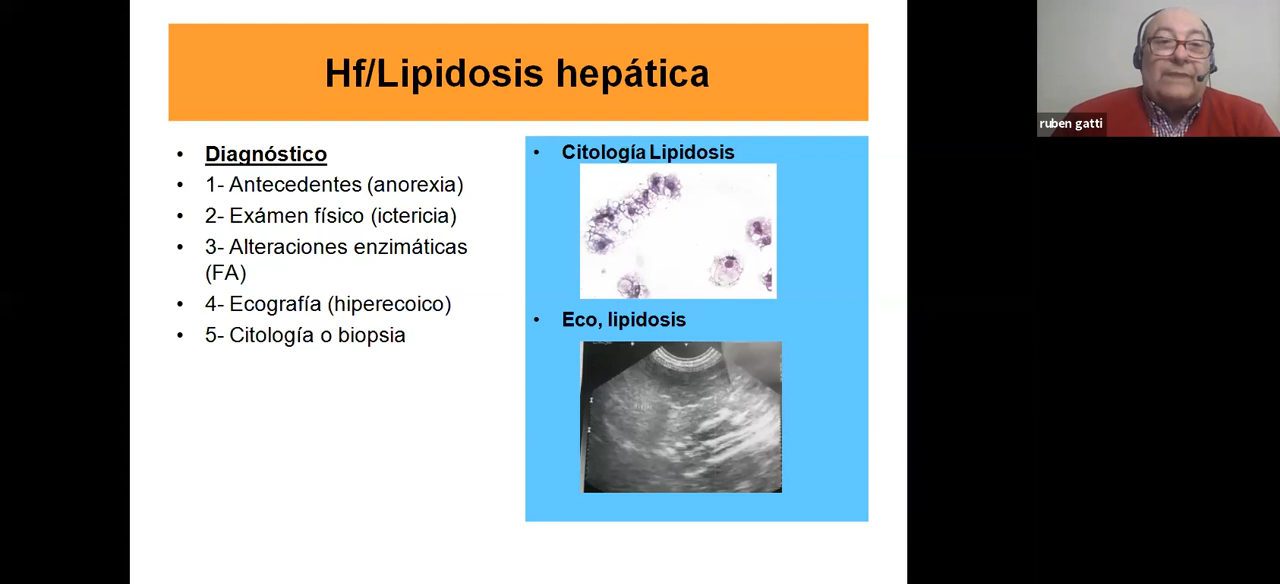 Hf/Lipidosis hepática
• Diagnóstico
• 1- Antecedentes (anorexia)
• 2- Exámen físico (ictericia)
• 3- Alteraciones enzimáticas
(FA)
• 4- Ecografía (hiperecoico)
• 5- Citología o biopsia
• Citología Lipidosis
• Eco, lipidosis
ruben gatti